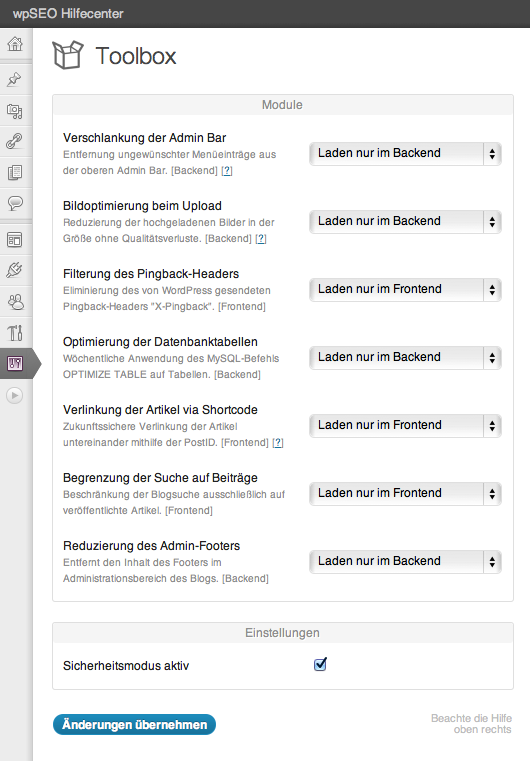 wpSEO Hilfecenter
Toolbox
Module
Verschlankung der Admin Bar
Entfernung ungewünschter Menüeinträge aus
der oberen Admin Bar. [Backend] [?]
Laden nur im Backend
Bildoptimierung beim Upload
Reduzierung der hochgeladenen Bilder in der
Größe ohne Qualitätsverluste. [Backend] [?]
Laden nur im Backend
Filterung des Pingback-Headers
Eliminierung des von WordPress gesendeten
Pingback-Headers "X-Pingback". [Frontend]
Laden nur im Frontend
Optimierung der Datenbanktabellen
Wöchentliche Anwendung des MySQL-Befehls
OPTIMIZE TABLE auf Tabellen. [Backend]
Laden nur im Backend
Verlinkung der Artikel via Shortcode
Zukunftssichere Verlinkung der Artikel
untereinander mithilfe der PostID. [Frontend] [?]
Laden nur im Frontend
Begrenzung der Suche auf Beiträge
Beschränkung der Blogsuche ausschließlich auf
veröffentlichte Artikel. [Frontend]
Laden nur im Frontend
Reduzierung des Admin-Footers
Entfernt den Inhalt des Footers im
Administrationsbereich des Blogs. [Backend]
Laden nur im Backend
Einstellungen
Sicherheitsmodus aktiv
Änderungen übernehmen
Beachte die Hilfe
oben rechts